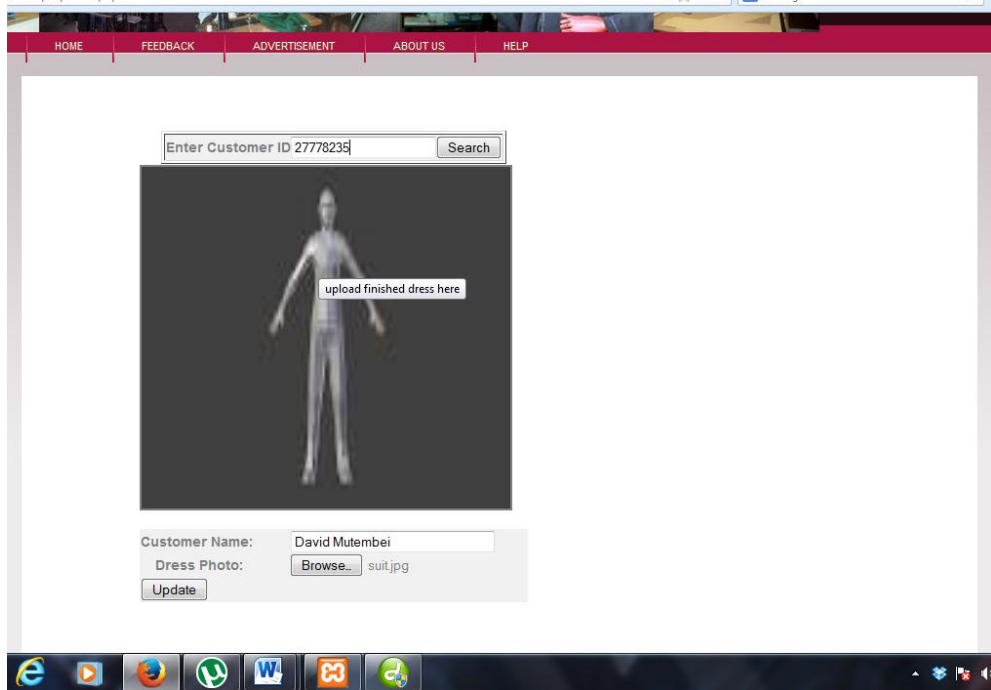 HOME FEEDBACK ADVERTISEMENT ABOUT US HELP
Enter Customer ID 27778235 Search
upload finished dress here
Customer Name: David Mutembei
Dress Photo: Browse_ suit.jpg
Update